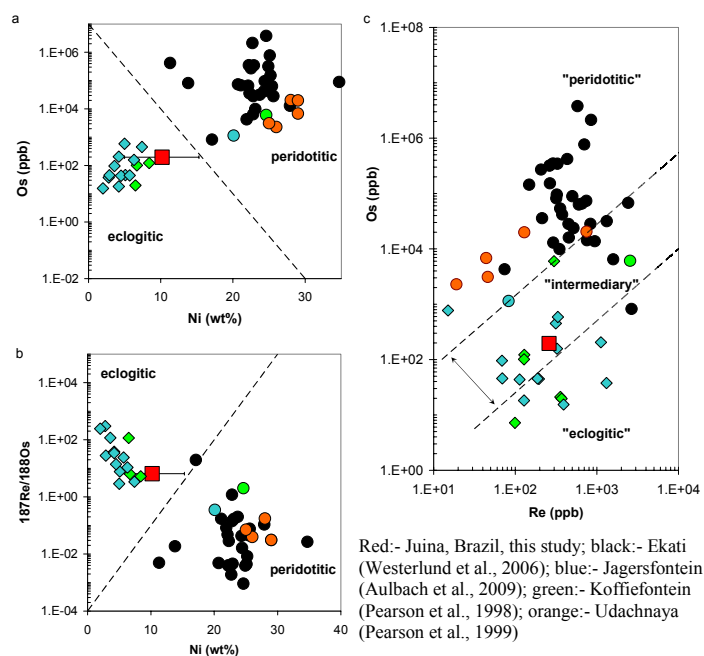 a
1.E+06
1.E+04
1.E+02
1.E+00
1.E-02
Os (ppb)
peridotitic
eclogitic
0 10 20 30
Ni (wt%)
b
1.E+04
1.E+02
1.E+00
1.E-02
1.E-04
187Re/188Os
eclogitic
peridotitic
0 10 20 30 40
Ni (wt%)
c
1.E+08
1.E+06
1.E+04
1.E+02
1.E+00
Os (ppb)
"peridotitic"
"intermediary"
"eclogitic"
1.E+01 1.E+02 1.E+03 1.E+04
Re (ppb)
Red:- Juina, Brazil, this study; black:- Ekati
(Westerlund et al., 2006); blue:- Jagersfontein
(Aulbach et al., 2009); green:- Koffiefontein
(Pearson et al., 1998); orange:- Udachnaya
(Pearson et al., 1999)